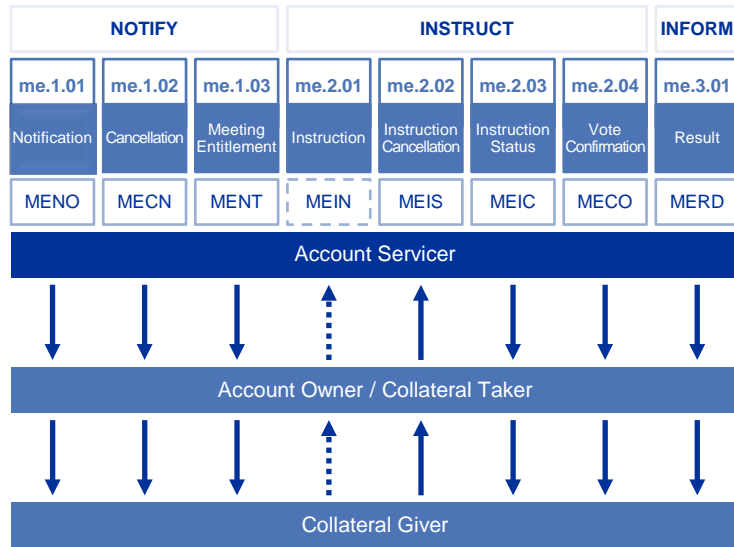 NOTIFY INSTRUCT INFORM
me.1.01 me.1.02 me.1.03 me.2.01 me.2.02 me.2.03 me.2.04 me.3.01
Notification Cancellation Meeting Entitlement Instruction Instruction Cancellation Instruction Status Vote Confirmation Result
MENO MECN MENT MEIN MEIS MEIC MECO MERD
Account Servicer
Account Owner / Collateral Taker
Collateral Giver